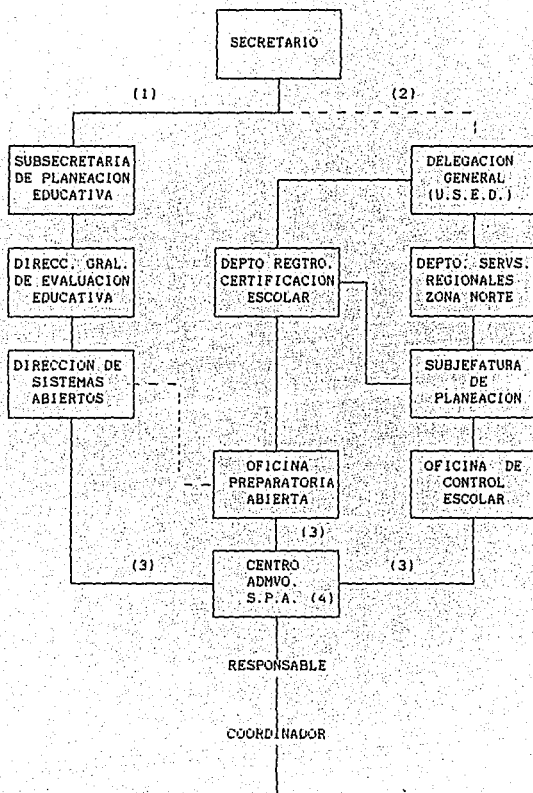 SECRETARIO
(1)
(2)
SUBSECRETARIA
DE PLANEACION
EDUCATIVA
DELEGACION
GENERAL
(U.S.E.D.)
DIRECC. GRAL.
DE EVALUACION
EDUCATIVA
DEPTO REGTRO.
CERTIFICACION
ESCOLAR
DEPTO. SERVS.
REGIONALES
ZONA NORTE
DIRECCION DE
SISTEMAS
ABIERTOS
SUBJEFATURA
DE
PLANEACION
OFICINA
PREPARATORIA
ABIERTA
OFICINA DE
CONTROL
ESCOLAR
(3)
(3)
(3)
CENTRO
ADMVO.
S.P.A. (4)
RESPONSABLE
COORDINADOR